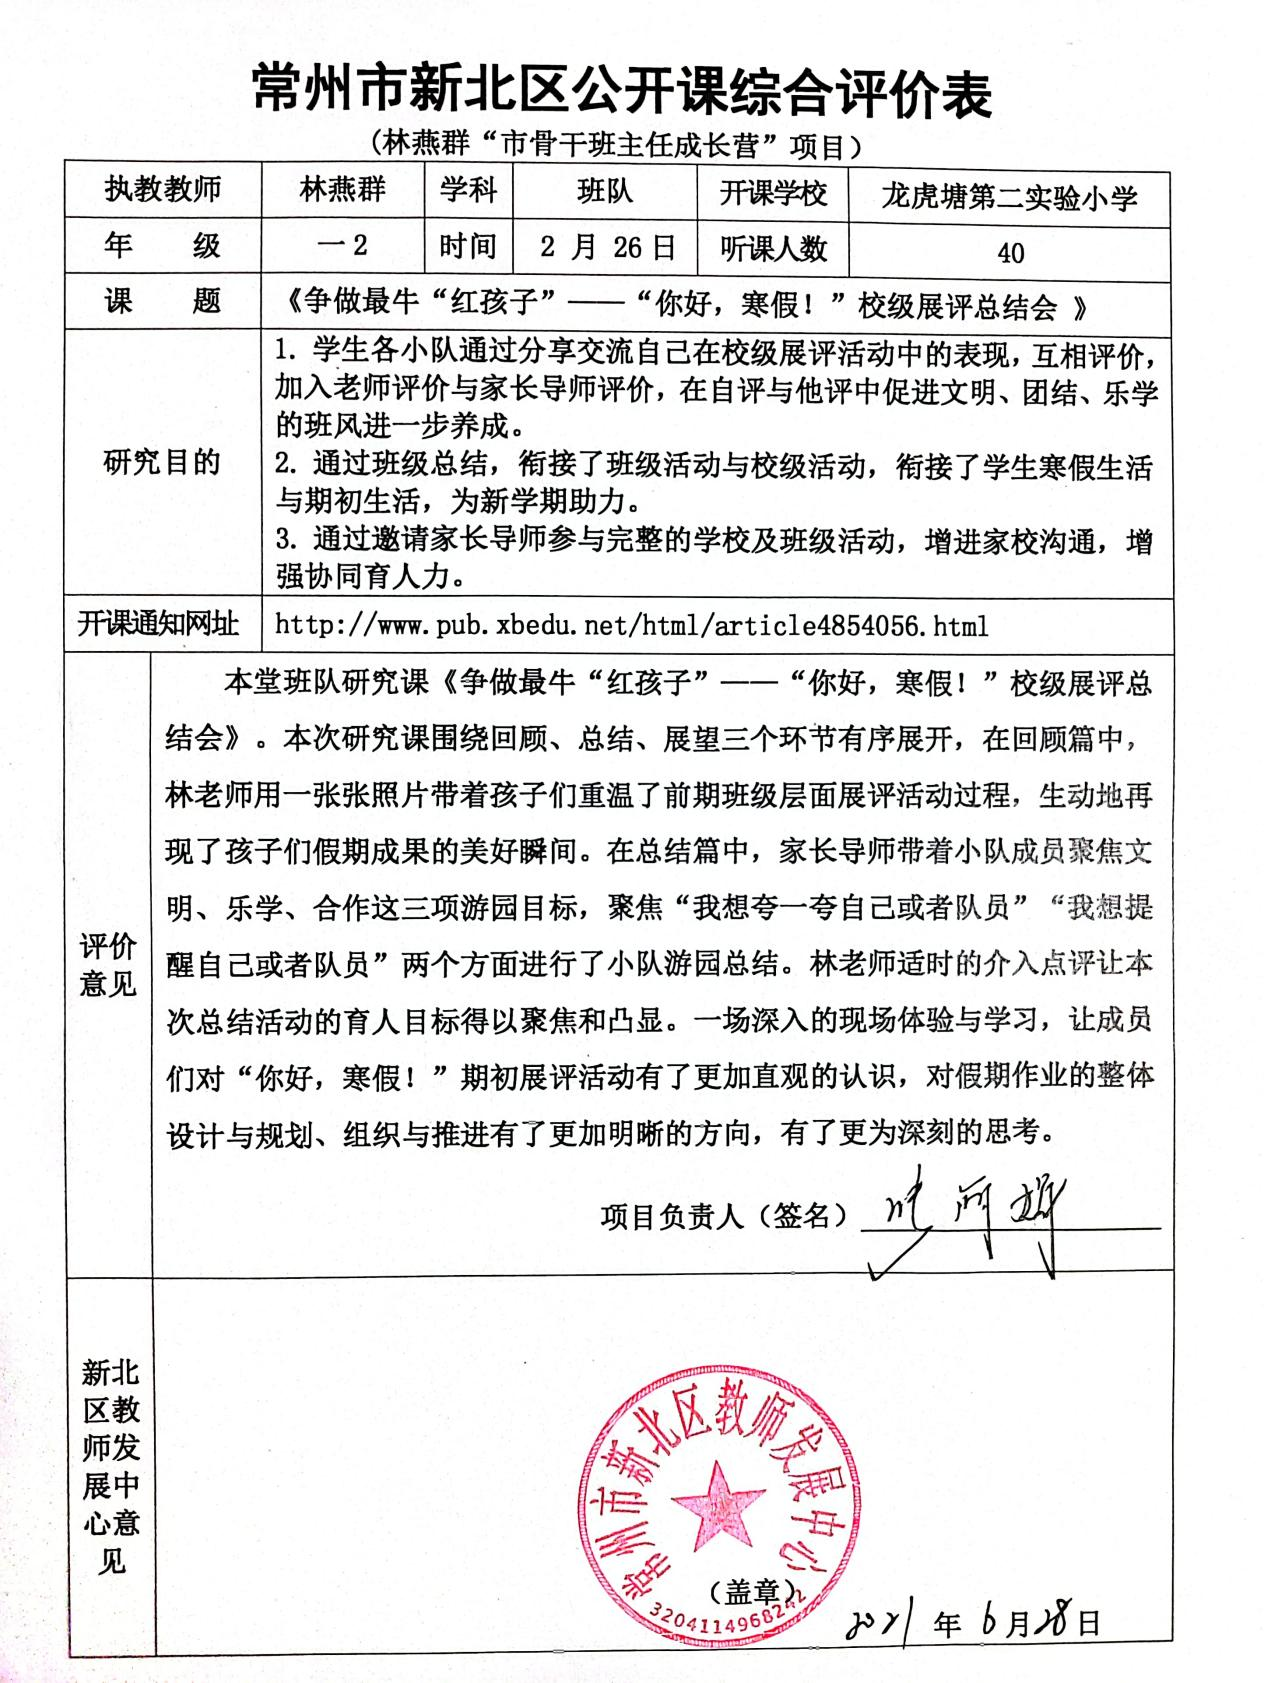 常州市新北区公开课综合评价表
(林燕群“市骨干班主任成长营”项目)
执教教师 林燕群 学科 班队 开课学校 龙虎塘第二实验小学
年 级 一2 时间 2 月 26日 听课人数 40
课 题 《争做最牛“红孩子”——“你好，寒假！”校级展评总结会 》
研究目的
1. 学生各小队通过分享交流自己在校级展评活动中的表现，互相评价，
加入老师评价与家长导师评价，在自评与他评中促进文明、团结、乐学
的班风进一步养成。
2. 通过班级总结，衔接了班级活动与校级活动，衔接了学生寒假生活
与期初生活，为新学期助力。
3. 通过邀请家长导师参与完整的学校及班级活动，增进家校沟通，增
强协同育人力。
开课通知网址 http://www.pub.xbedu.net/html/article4854056.html
评价
意见
本堂班队研究课《争做最牛“红孩子”——“你好，寒假！”校级展评总
结会》。本次研究课围绕回顾、总结、展望三个环节有序展开，在回顾篇中，
林老师用一张张照片带着孩子们重温了前期班级层面展评活动过程，生动地再
现了孩子们假期成果的美好瞬间。在总结篇中，家长导师带着小队成员聚焦文
明、乐学、合作这三项游园目标，聚焦“我想夸一夸自己或者队员”“我想提
醒自己或者队员”两个方面进行了小队游园总结。林老师适时的介入点评让本
次总结活动的育人目标得以聚焦和凸显。一场深入的现场体验与学习，让成员
们对“你好，寒假！”期初展评活动有了更加直观的认识，对假期作业的整体
设计与规划、组织与推进有了更加明晰的方向，有了更为深刻的思考。
项目负责人（签名）
新北
区教
师发
展中
心意
见
常州市新北区教师发展中心
（盖章）
3204114968242
2021 年 6月28日